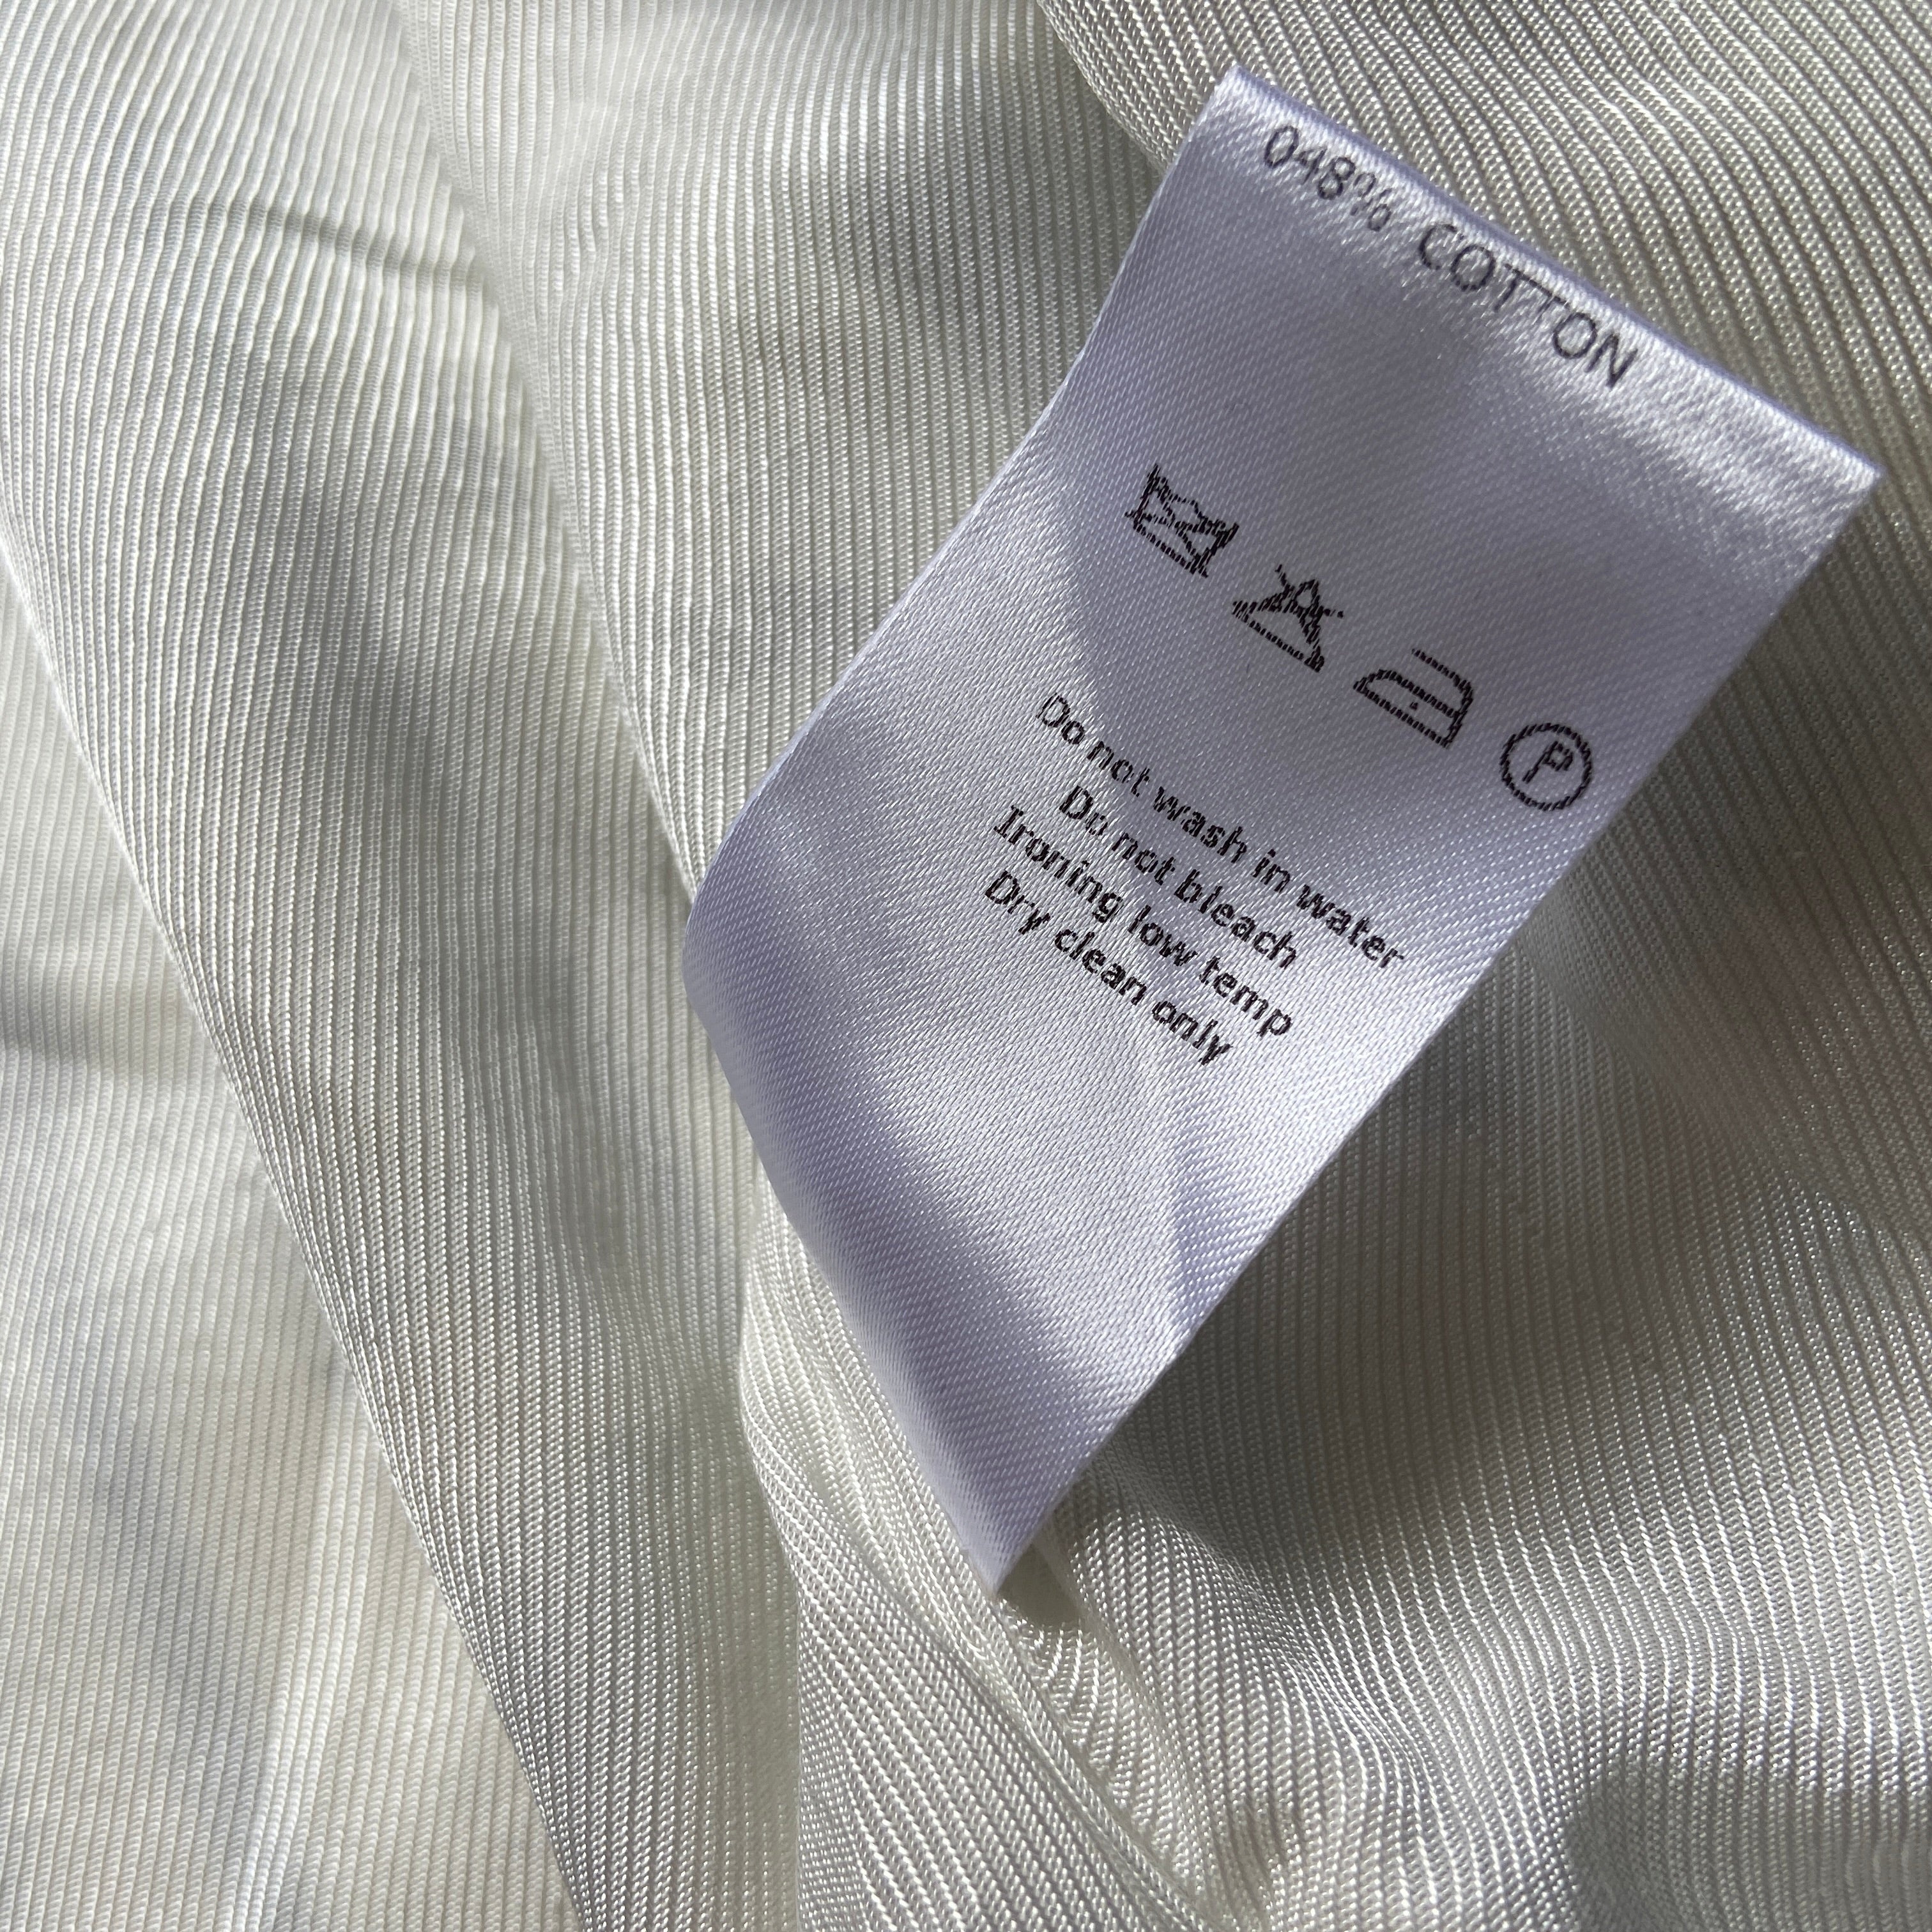 048% COTTON
P
Do not wash in water
Do not bleach
Ironing low temp
Dry clean only